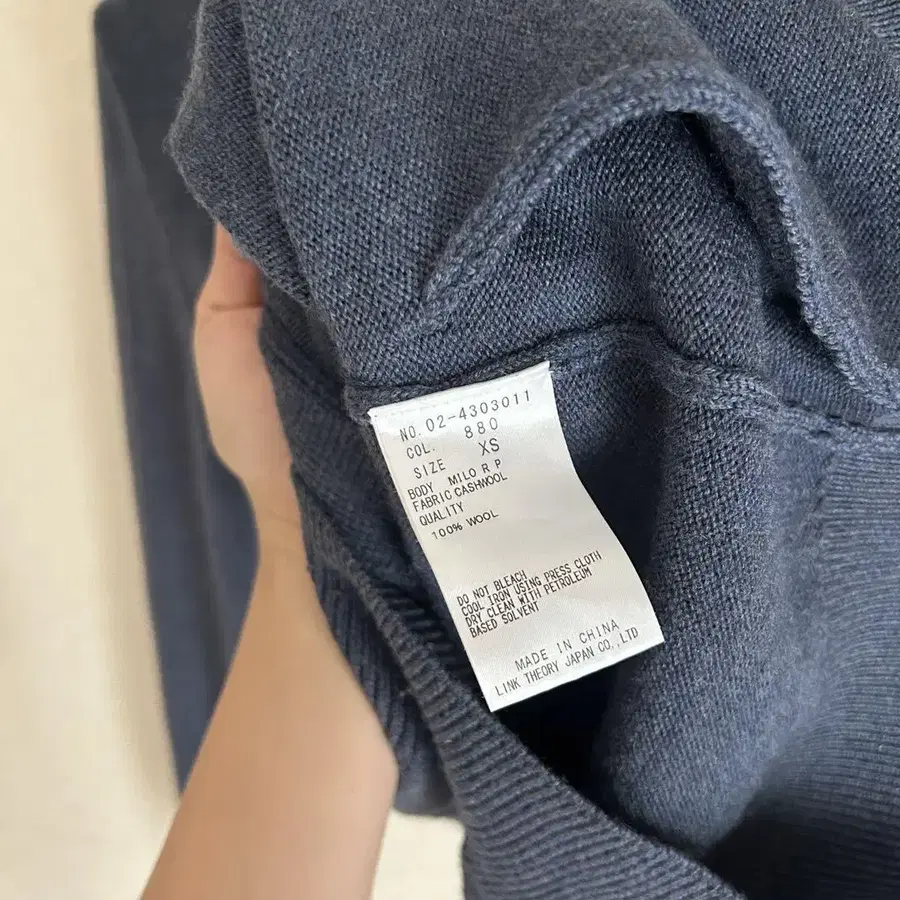 NO. 02-4303011
COL. 880
SIZE XS
BODY MILO R P
FABRIC CASHWOOL
QUALITY
100% WOOL
DO NOT BLEACH
COOL IRON USING PRESS CLOTH
DRY CLEAN WITH PETROLEUM
BASED SOLVENT
MADE IN CHINA
LINK THEORY JAPAN CO.,LTD